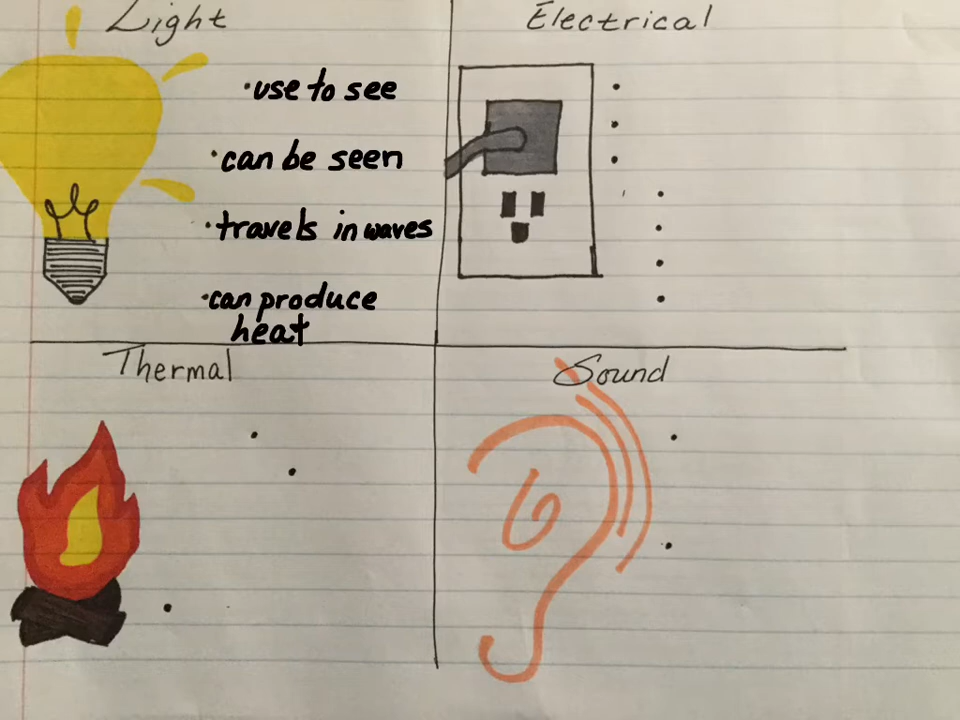 Light
Electrical
·use to see
·can be seen
·travels in waves
·can produce
heat
Thermal
Sound